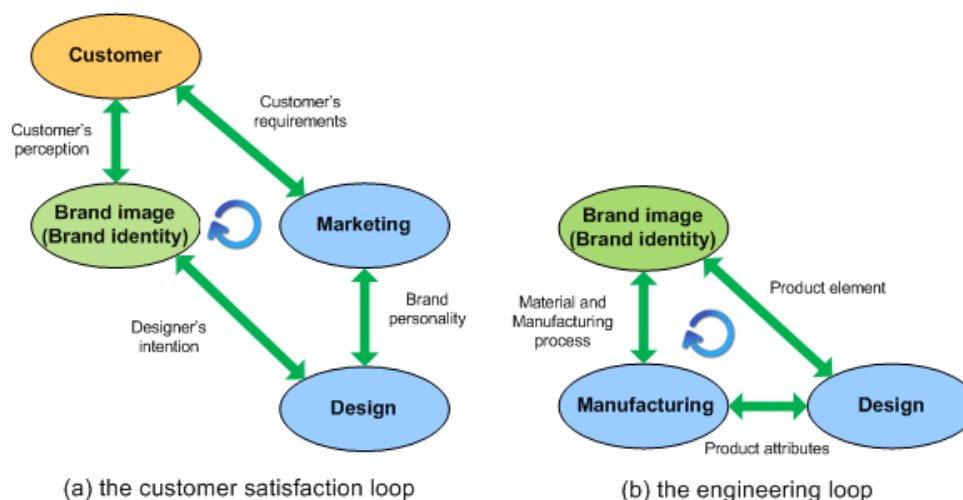 Customer
Customer's
requirements
Customer's
perception
Brand image
(Brand identity)
Marketing
Designer's
intention
Brand
personality
Design
(a) the customer satisfaction loop
Brand image
(Brand identity)
Product element
Material and
Manufacturing
process
Manufacturing
Design
Product attributes
(b) the engineering loop